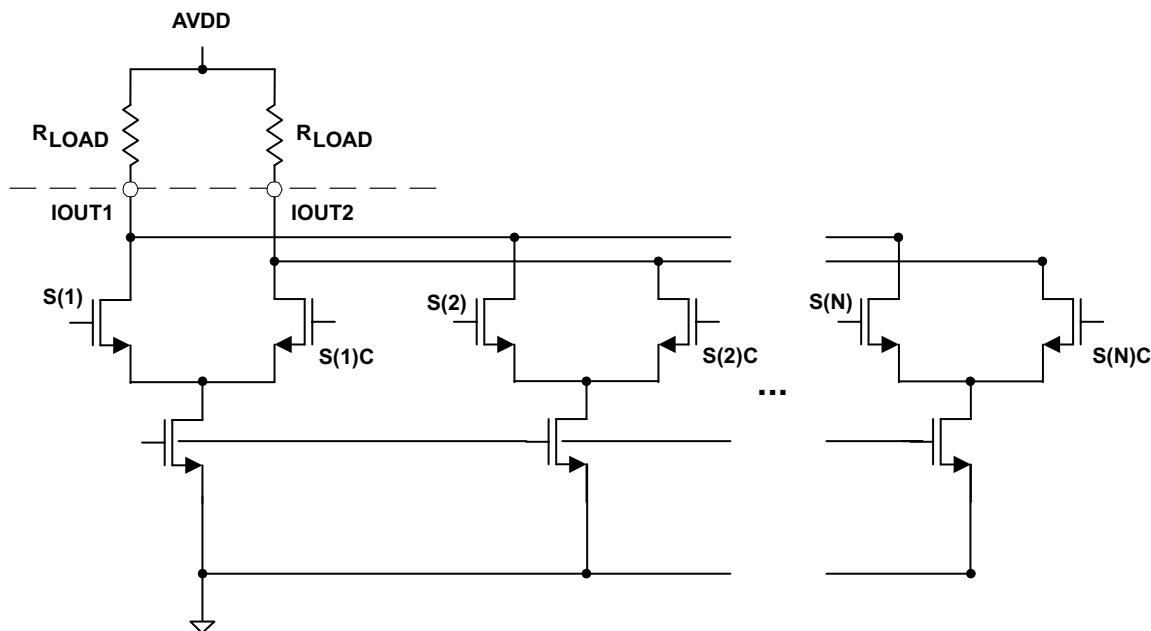 AVDD
RLOAD
RLOAD
IOUT1
IOUT2
S(1)
S(1)C
S(2)
S(2)C
...
S(N)
S(N)C